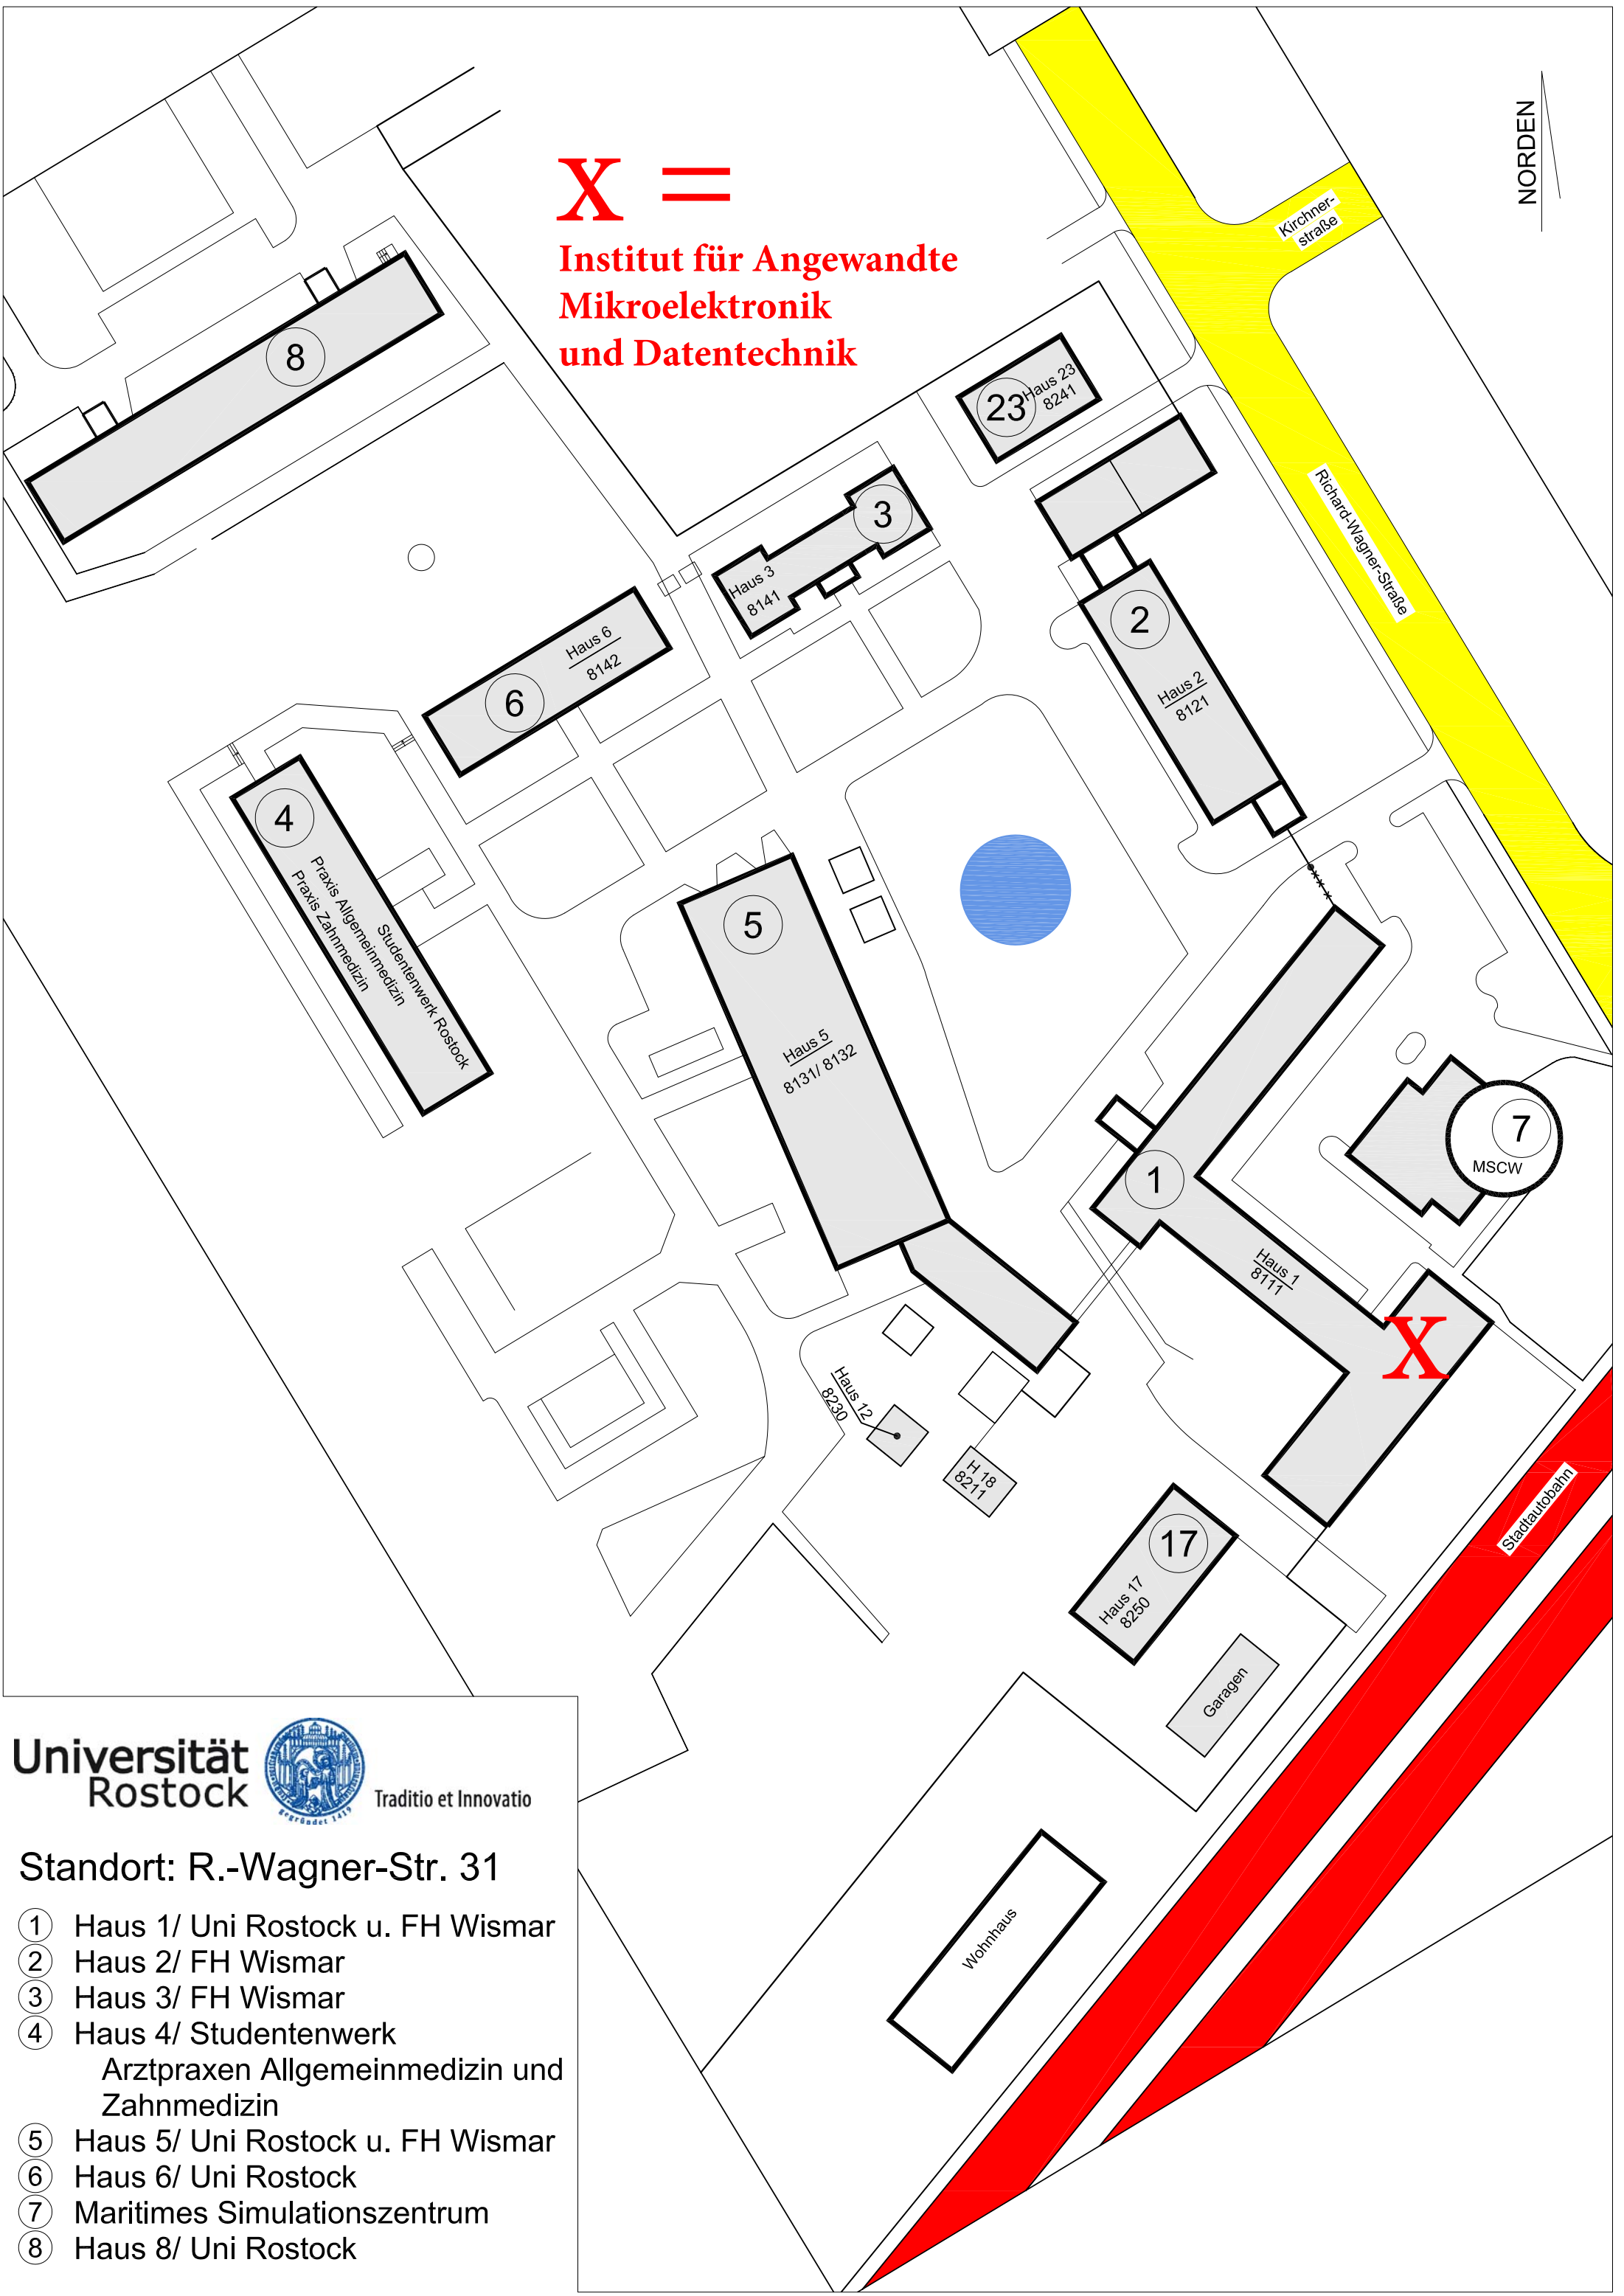 x =
Institut für Angewandte
Mikroelektronik
und Datentechnik
NORDEN
Kirchner-
straße
Richard-Wagner-Straße
8
23
Haus 23
8241
3
Haus 3
8141
2
Haus 2
8121
6
Haus 6
8142
4
Studentenwerk Rostock
Praxis Allgemeinmedizin
Praxis Zahnmedizin
5
Haus 5
8131/ 8132
7
MSCW
1
Haus 1
8111
x
Haus 12
8230
H 18
8211
17
Haus 17
8250
Garagen
Stadtautobahn
Wohnhaus
Universität
Rostock
gegründet 1419
Traditio et Innovatio
Standort: R.-Wagner-Str. 31
1 Haus 1/ Uni Rostock u. FH Wismar
2 Haus 2/ FH Wismar
3 Haus 3/ FH Wismar
4 Haus 4/ Studentenwerk
Arztpraxen Allgemeinmedizin und
Zahnmedizin
5 Haus 5/ Uni Rostock u. FH Wismar
6 Haus 6/ Uni Rostock
7 Maritimes Simulationszentrum
8 Haus 8/ Uni Rostock